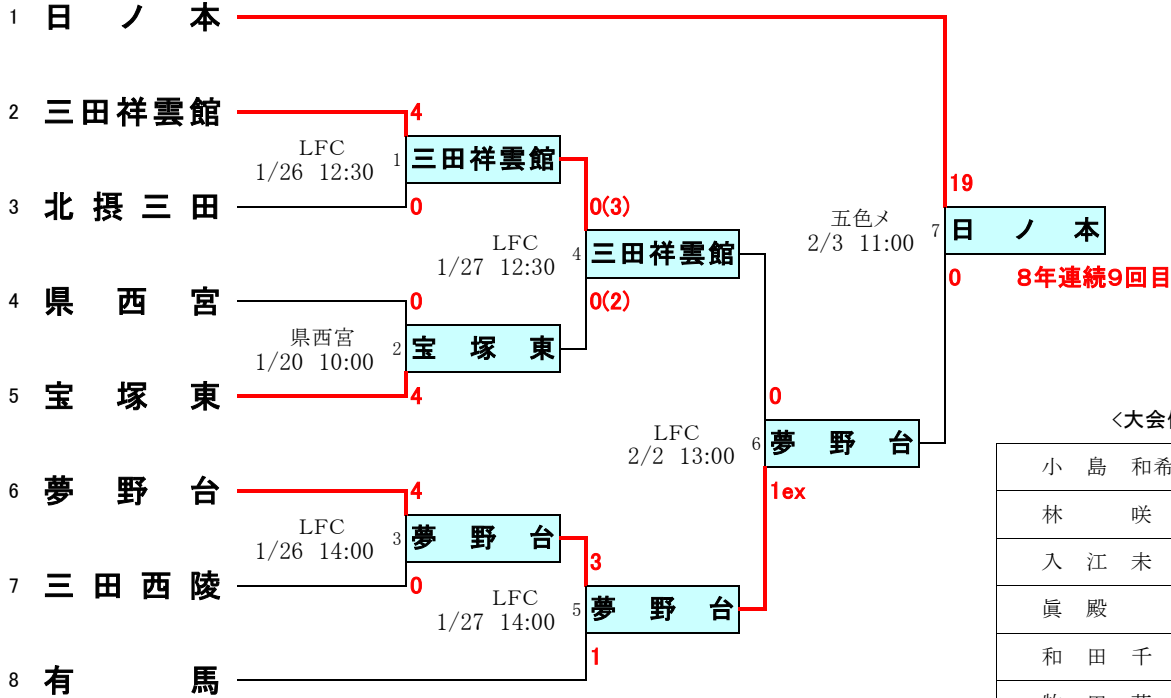 1 日ノ本
2 三田祥雲館
4
LFC
1/26 12:30
1 三田祥雲館
3 北摂三田
0
0(3)
19
LFC
1/27 12:30
4 三田祥雲館
五色メ
2/3 11:00
7 日ノ本
4 県西宮
0
0(2)
0
8年連続9回目
県西宮
1/20 10:00
2 宝塚東
5 宝塚東
4
0
LFC
2/2 13:00
6 夢野台
<大会
6 夢野台
4
1ex
LFC
1/26 14:00
3 夢野台
7 三田西陵
0
3
LFC
1/27 14:00
5 夢野台
8 有馬
1
小島 和希
林 咲
入江 未
眞殿
和田 千